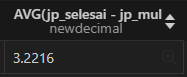 AVG(jp_selesai - jp_mul
newdecimal
3.2216